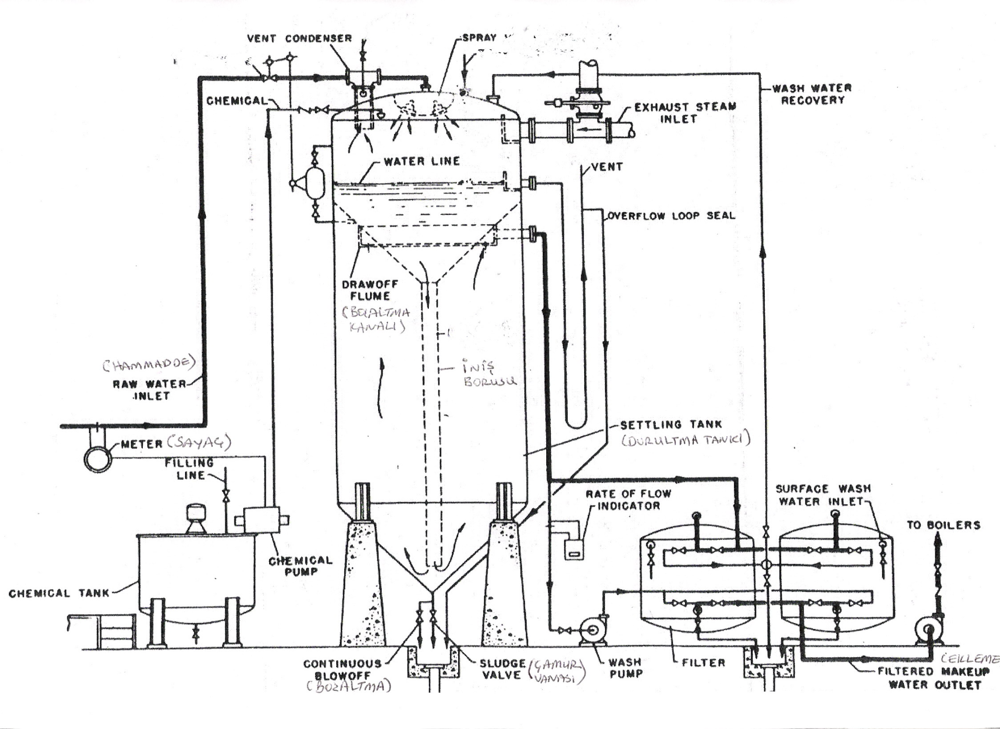 VENT CONDENSER
SPRAY
CHEMICAL
WASH WATER
RECOVERY
EXHAUST STEAM
INLET
WATER LINE
VENT
OVERFLOW LOOP SEAL
DRAWOFF
FLUME
(BOŞALTMA
KANALI)
(HAMMADDE)
RAW WATER
INLET
İNİŞ
BORUSU
METER (SAYAÇ)
SETTLING TANK
(DURULTMA TANKI)
FILLING
LINE
RATE OF FLOW
INDICATOR
SURFACE WASH
WATER INLET
TO BOILERS
CHEMICAL
PUMP
CHEMICAL TANK
CONTINUOUS
BLOWOFF
(BOŞALTMA)
SLUDGE (ÇAMUR
VALVE VANASI)
WASH
PUMP
FILTER
FILTERED MAKEUP
WATER OUTLET